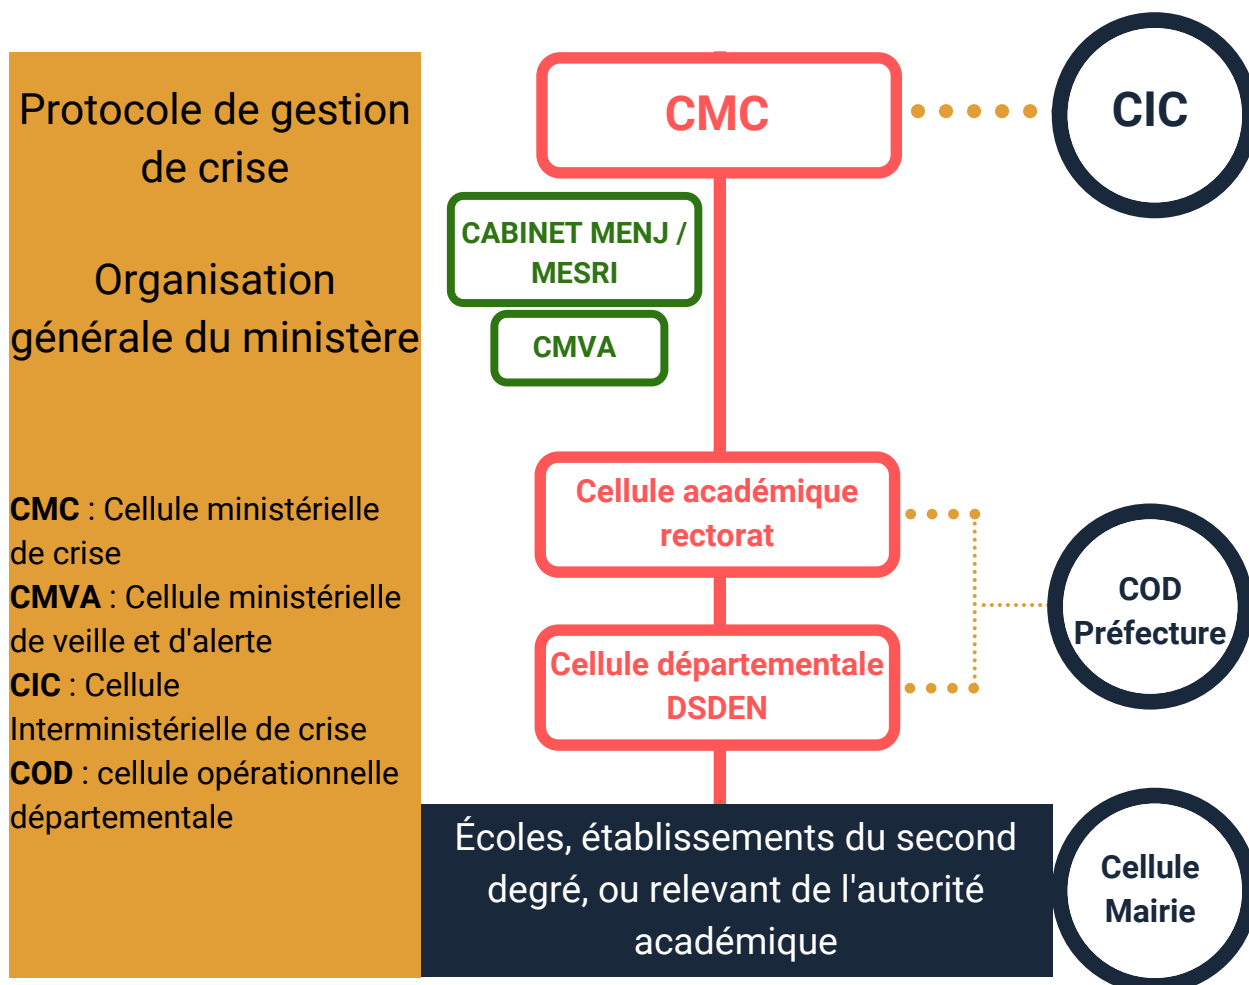 Protocole de gestion
de crise
Organisation
générale du ministère
CMC : Cellule ministérielle
de crise
CMVA : Cellule ministérielle
de veille et d'alerte
CIC : Cellule
Interministérielle de crise
COD : cellule opérationnelle
départementale
CMC
CIC
CABINET MENJ /
MESRI
CMVA
Cellule académique
rectorat
COD
Préfecture
Cellule départementale
DSDEN
Écoles, établissements du second
degré, ou relevant de l'autorité
académique
Cellule
Mairie